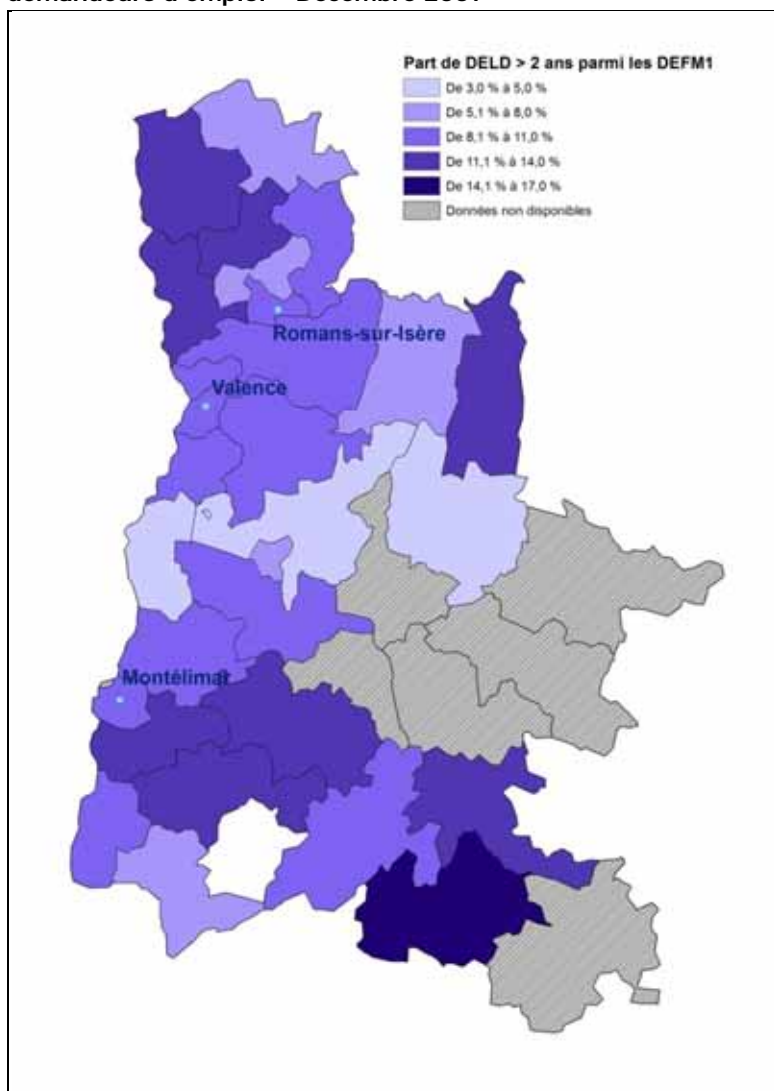 Part de DELD > 2 ans parmi les DEFM1
De 3,0 % à 5,0 %
De 5,1 % à 8,0 %
De 8,1 % à 11,0 %
De 11,1 % à 14,0 %
De 14,1 % à 17,0 %
Données non disponibles
Romans-sur-Isère
Valence
Montélimar